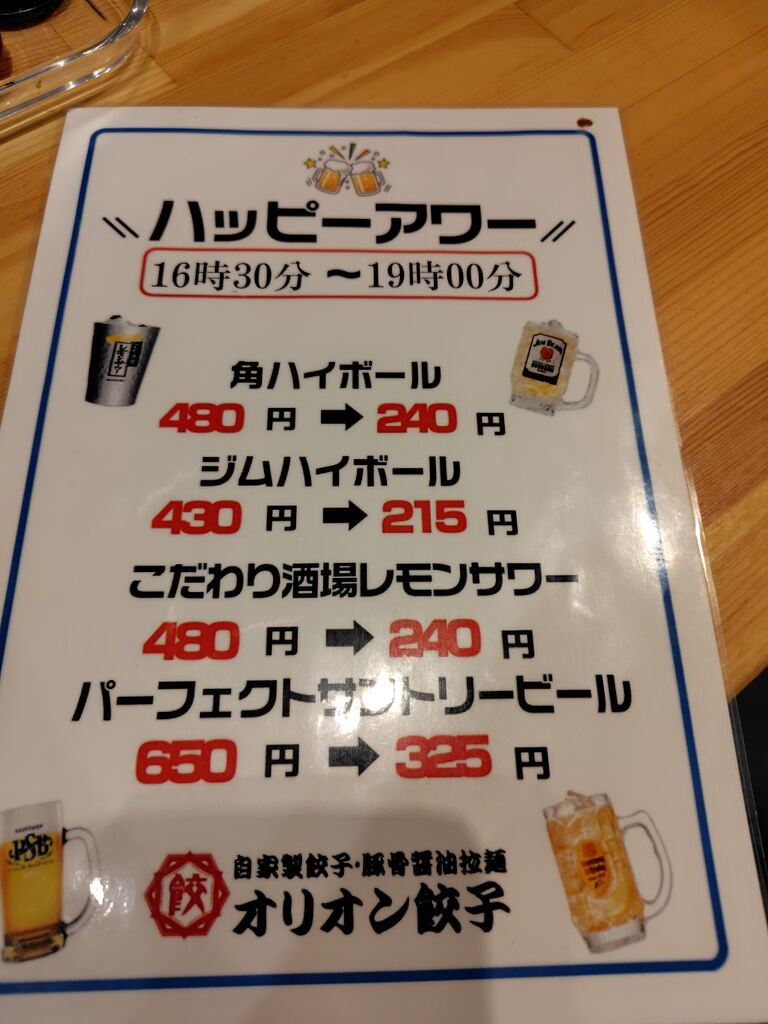 ハッピーアワー
16時30分 〜19時00分
角ハイボール
480 円 ➡ 240 円
ジムハイボール
430 円 ➡ 215 円
こだわり酒場レモンサワー
480 円 ➡ 240 円
パーフェクトサントリービール
650 円 ➡ 325 円
餃
自家製餃子・豚骨醤油拉麺
オリオン餃子
JIM BEAM
PSB